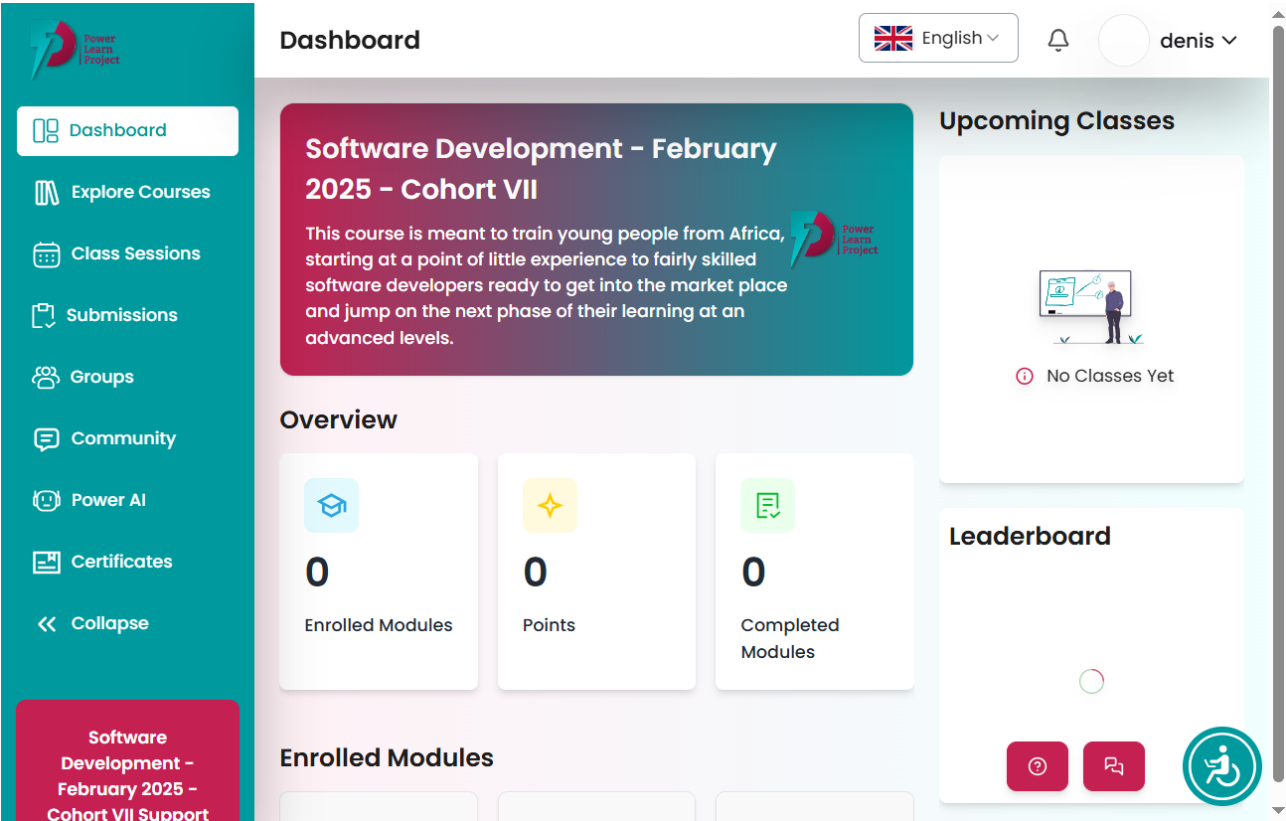 Power
Learn
Project
Dashboard
Explore Courses
Class Sessions
Submissions
Groups
Community
Power AI
Certificates
Collapse
Software
Development -
February 2025 -
Cohort VII Support
Dashboard
English
denis
Software Development - February
2025 - Cohort VII
This course is meant to train young people from Africa,
starting at a point of little experience to fairly skilled
software developers ready to get into the market place
and jump on the next phase of their learning at an
advanced levels.
Power
Learn
Project
Overview
0
Enrolled Modules
0
Points
0
Completed
Modules
Enrolled Modules
Upcoming Classes
No Classes Yet
Leaderboard